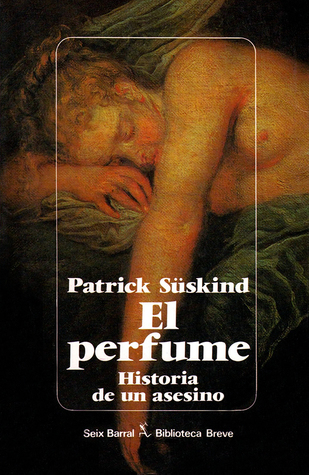 Patrick Süskind
El
perfume
Historia
de un asesino
Seix Barral Biblioteca Breve